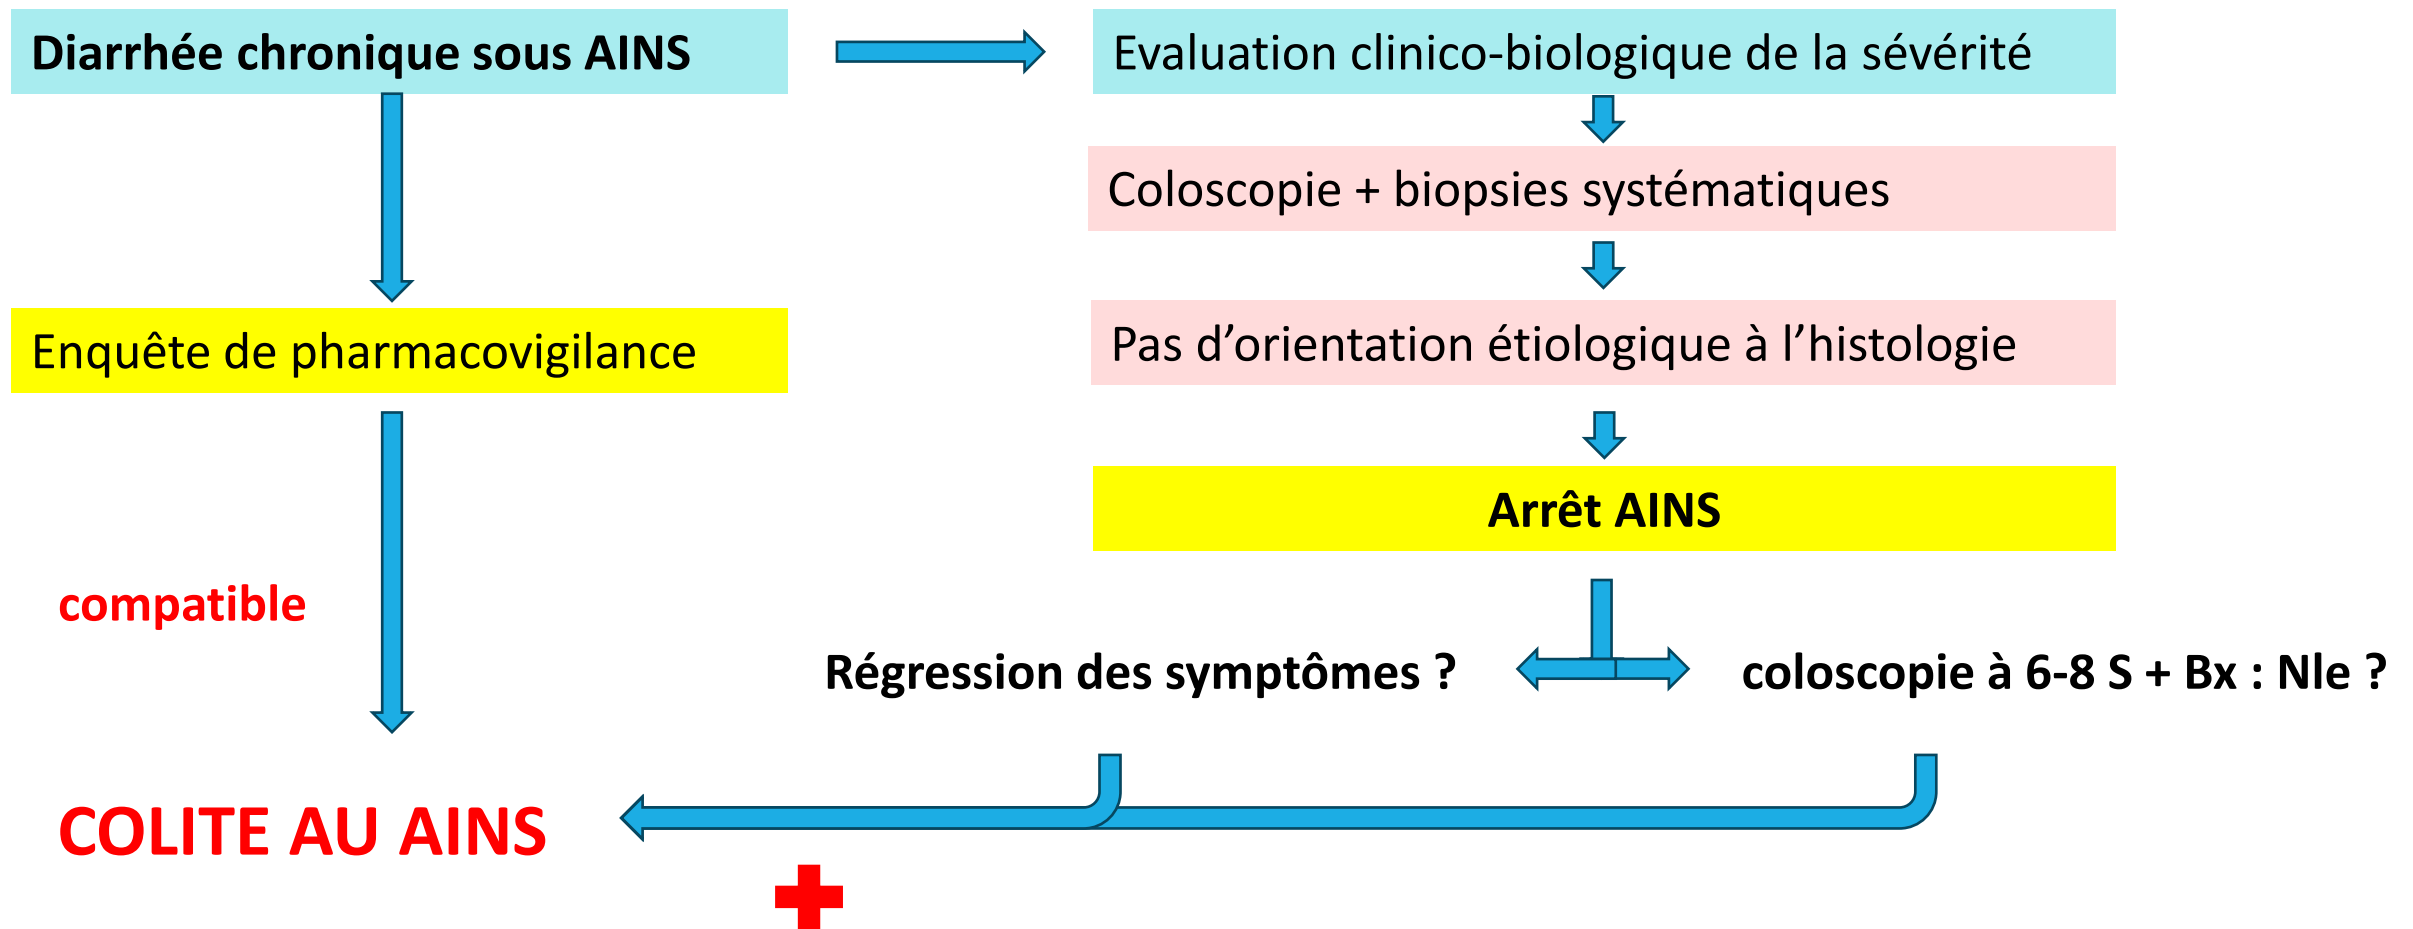 Diarrhée chronique sous AINS
Evaluation clinico-biologique de la sévérité
Coloscopie + biopsies systématiques
Enquête de pharmacovigilance
Pas d’orientation étiologique à l’histologie
Arrêt AINS
compatible
Régression des symptômes ?
coloscopie à 6-8 S + Bx : Nle ?
COLITE AU AINS